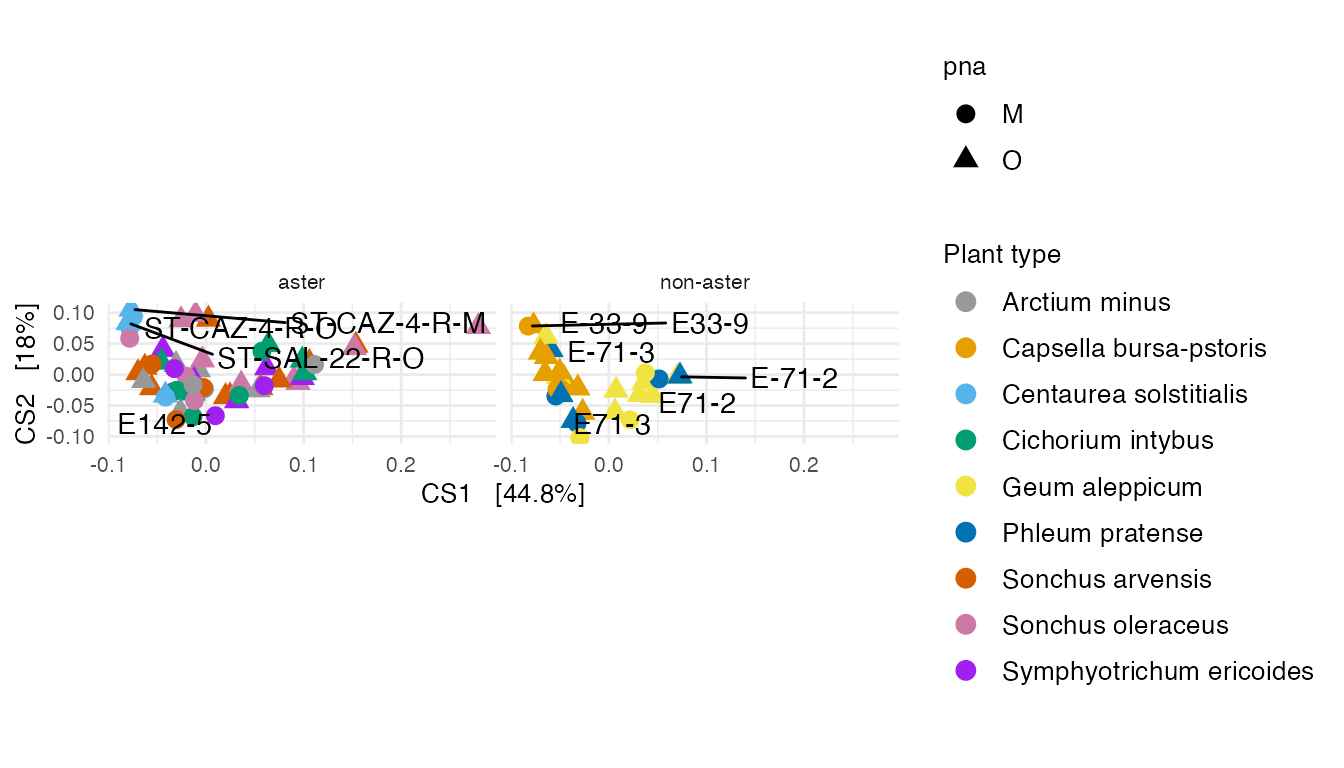 pna
M
O
Plant type
Arctium minus
Capsella bursa-pstoris
Centaurea solstitialis
Cichorium intybus
Geum aleppicum
Phleum pratense
Sonchus arvensis
Sonchus oleraceus
Symphyotrichum ericoides
aster
non-aster
CS2 [18%]
0.10
0.05
0.00
-0.05
-0.10
ST-CAZ-4-R-M
ST-CAZ-4-R-O
ST-SAL-22-R-O
E142-5
E-33-9
E33-9
E-71-3
E-71-2
E71-2
E71-3
-0.1 0.0 0.1 0.2
-0.1 0.0 0.1 0.2
CS1 [44.8%]